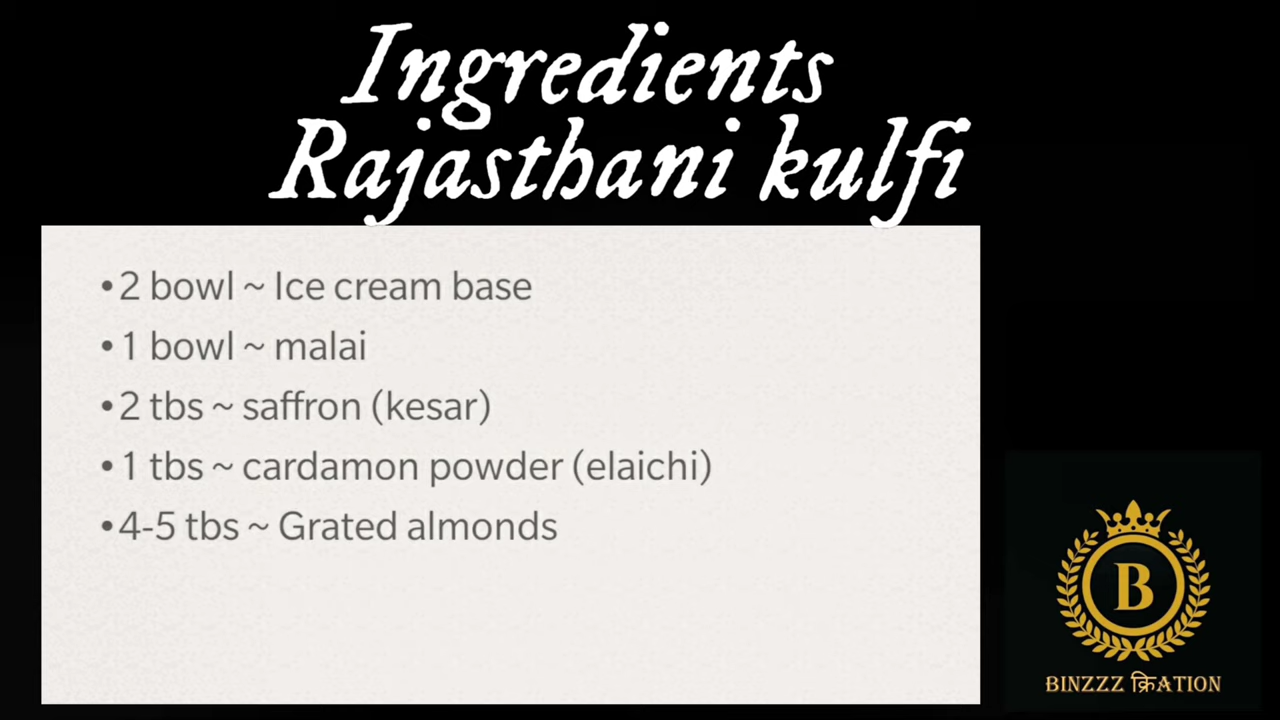 Ingredients
Rajasthani kulfi
•2 bowl ~ Ice cream base
•1 bowl ~ malai
•2 tbs ~ saffron (kesar)
•1 tbs ~ cardamon powder (elaichi)
•4-5 tbs ~ Grated almonds
B
BINZZZ क्रिATION